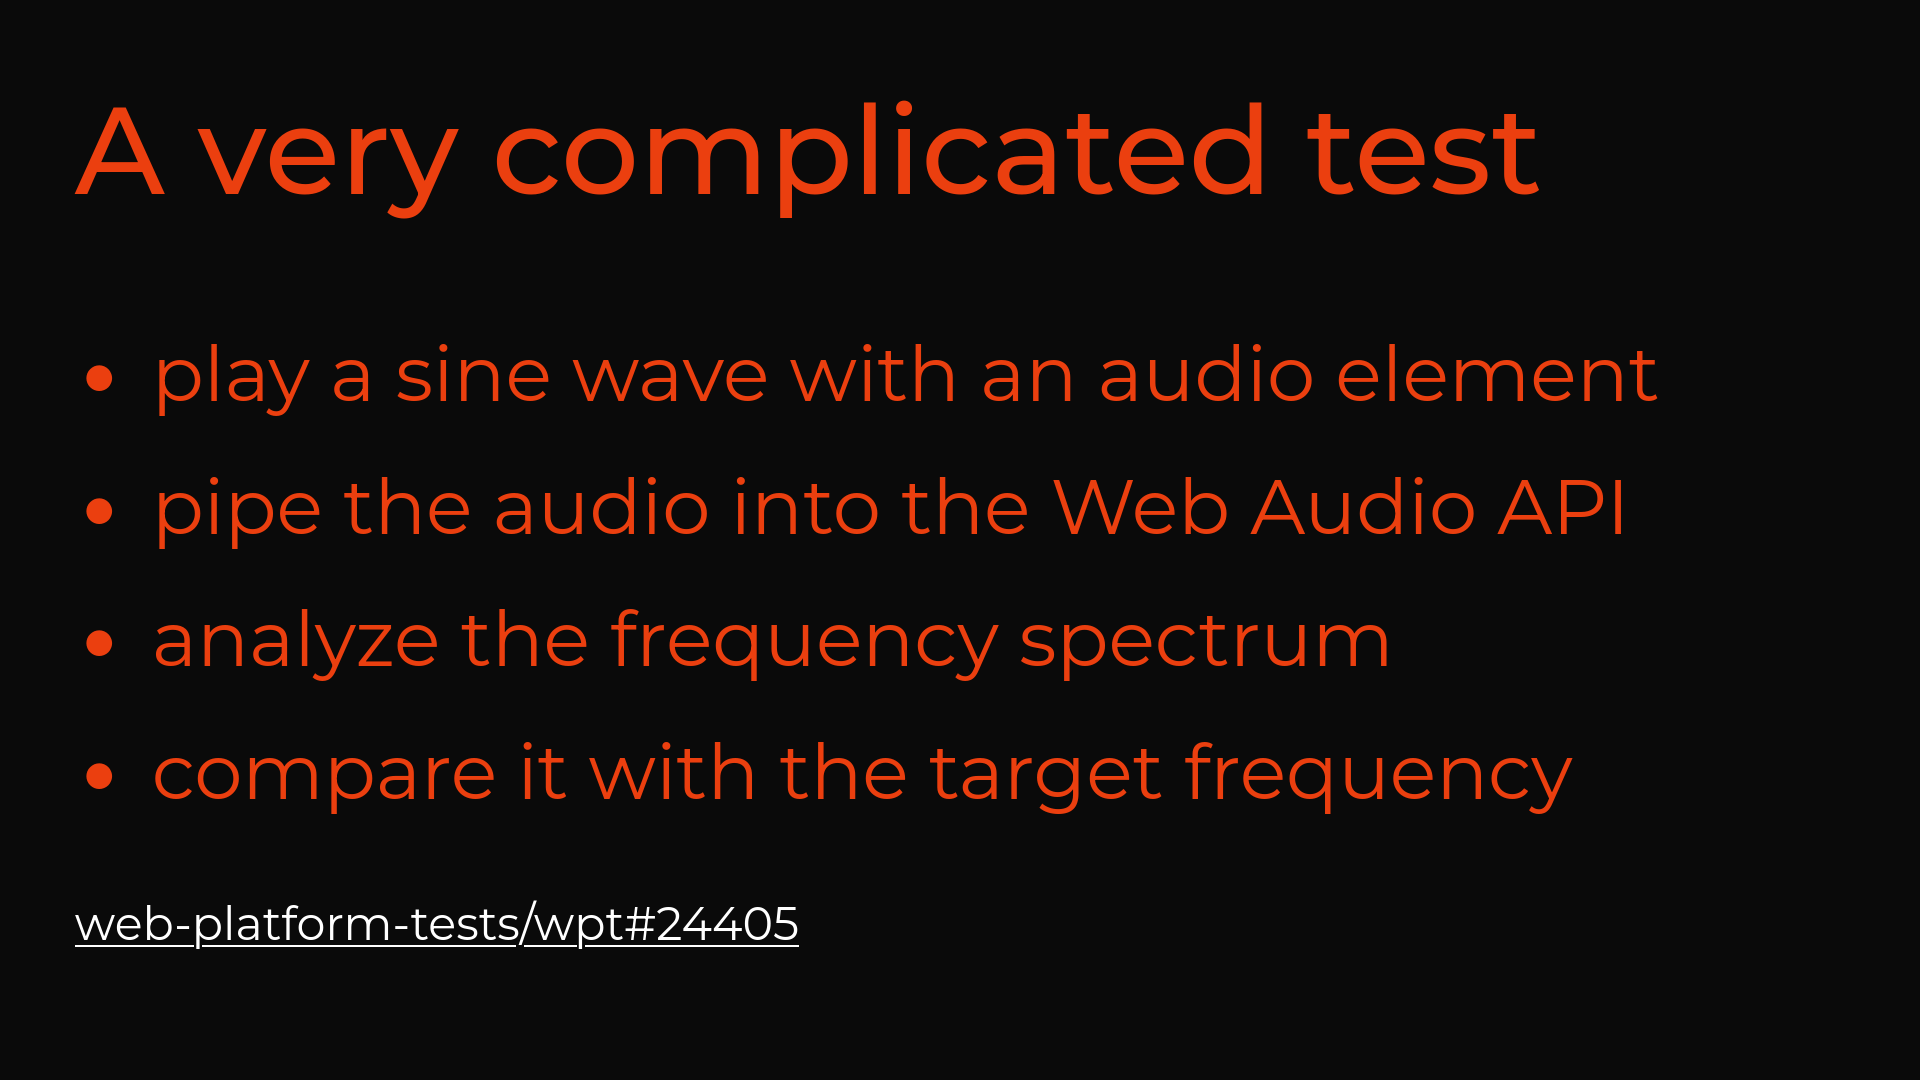 A very complicated test
• play a sine wave with an audio element
• pipe the audio into the Web Audio API
• analyze the frequency spectrum
• compare it with the target frequency
web-platform-tests/wpt#24405